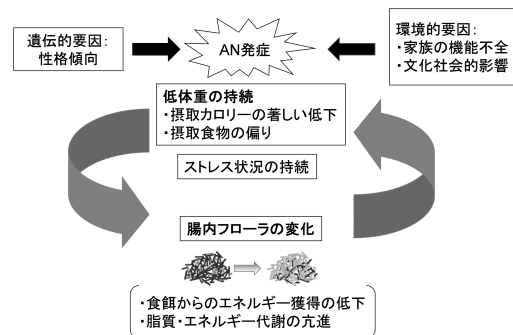 遺伝的要因:
性格傾向
AN発症
環境的要因:
・家族の機能不全
・文化社会的影響
低体重の持続
・摂取カロリーの著しい低下
・摂取食物の偏り
ストレス状況の持続
腸内フローラの変化
・食餌からのエネルギー獲得の低下
・脂質・エネルギー代謝の亢進